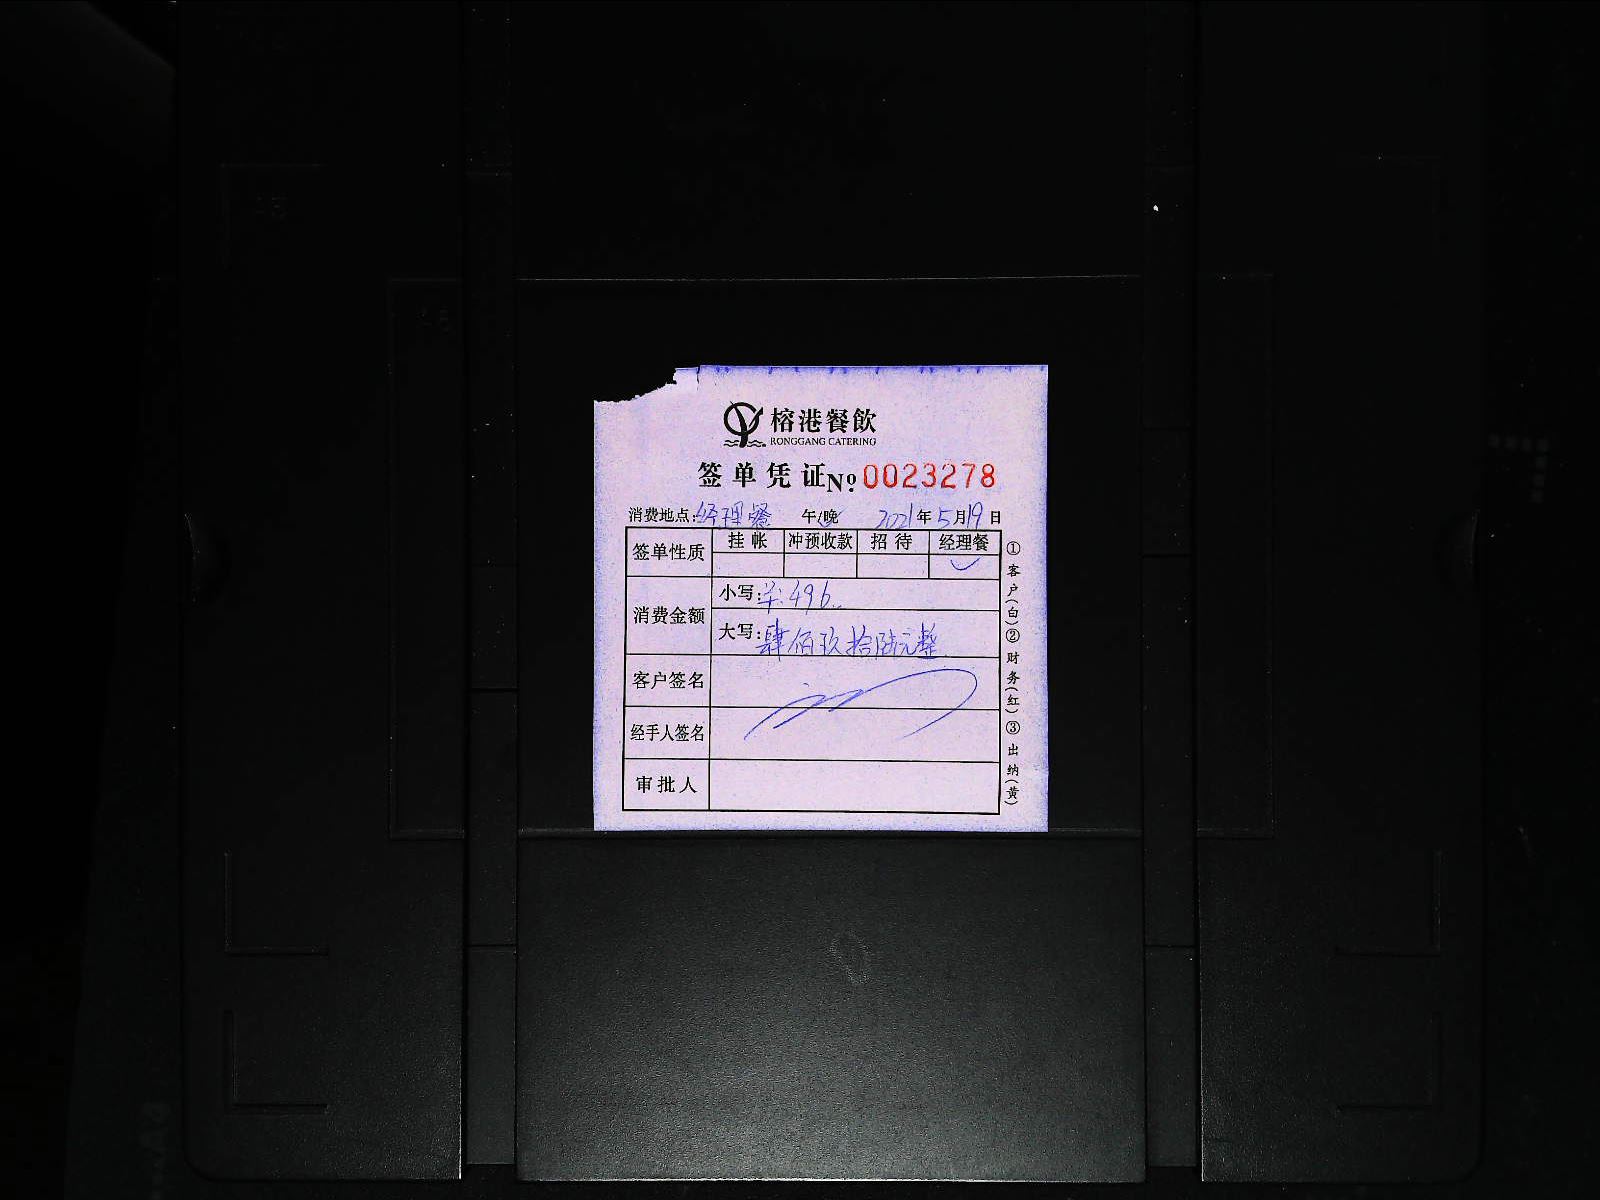 榕港餐飲
RONGGANG CATERING
签单凭证 Nº 0023278
消费地点:经理餐 午/晚 2021年5月19日
签单性质 挂帐 冲预收款 招待 经理餐
消费金额
小写:¥:496
大写:肆佰玖拾陆元整
客户签名
经手人签名
审批人
①客户(白)②财务(红)③出纳(黄)